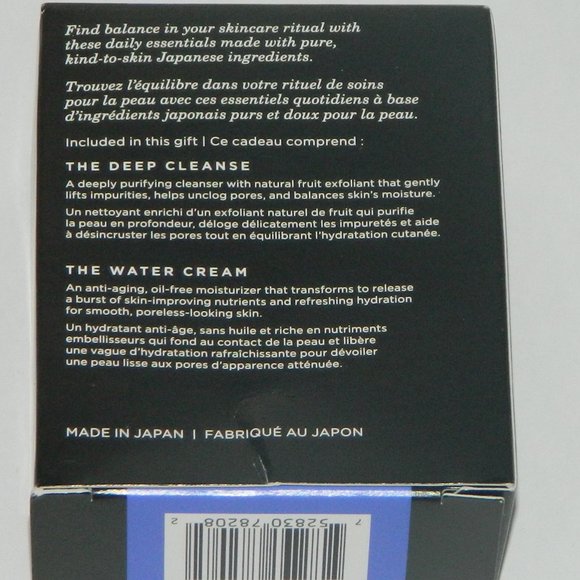 Find balance in your skincare ritual with
these daily essentials made with pure,
kind-to-skin Japanese ingredients.
Trouvez l'équilibre dans votre rituel de soins
pour la peau avec ces essentiels quotidiens à base
d'ingrédients japonais purs et doux pour la peau.
Included in this gift | Ce cadeau comprend :
THE DEEP CLEANSE
A deeply purifying cleanser with natural fruit exfoliant that gently
lifts impurities, helps unclog pores, and balances skin's moisture.
Un nettoyant enrichi d'un exfoliant naturel de fruit qui purifie
la peau en profondeur, déloge délicatement les impuretés et aide
à désincruster les pores tout en équilibrant l'hydratation cutanée.
THE WATER CREAM
An anti-aging, oil-free moisturizer that transforms to release
a burst of skin-improving nutrients and refreshing hydration
for smooth, poreless-looking skin.
Un hydratant anti-âge, sans huile et riche en nutriments
embellisseurs qui fond au contact de la peau et libère
une vague d'hydratation rafraîchissante pour dévoiler
une peau lisse aux pores d'apparence atténuée.
MADE IN JAPAN | FABRIQUÉ AU JAPON
7 52830 78208 2